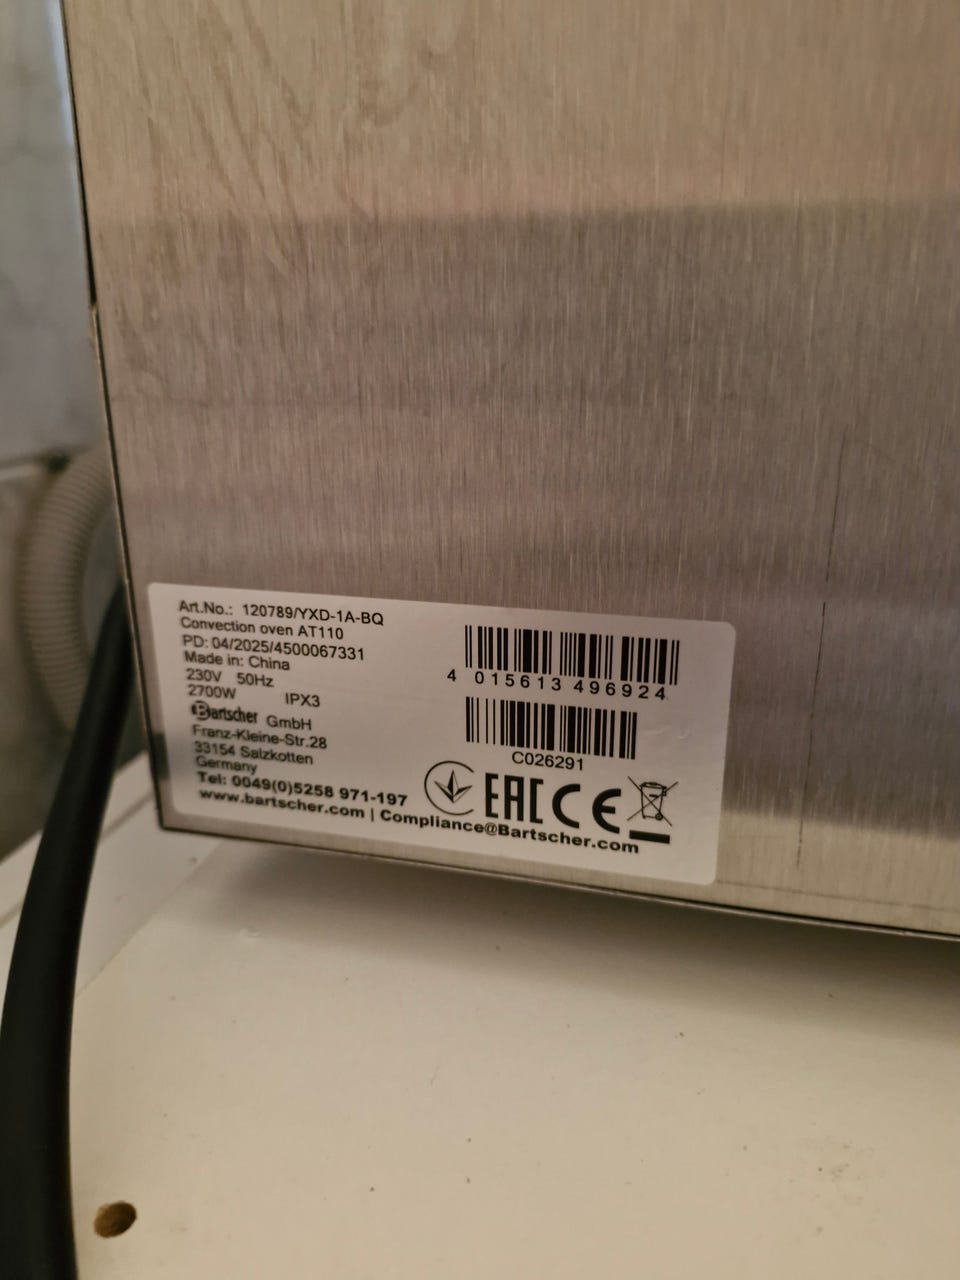 Art.No.: 120789/YXD-1A-BQ
Convection oven AT110
PD: 04/2025/4500067331
Made in: China
230V 50Hz
2700W IPX3
Bartscher GmbH
Franz-Kleine-Str.28
33154 Salzkotten
Germany
Tel: 0049(0)5258 971-197
www.bartscher.com | Compliance@Bartscher.com
4 015613 496924
C026291
EAC CE